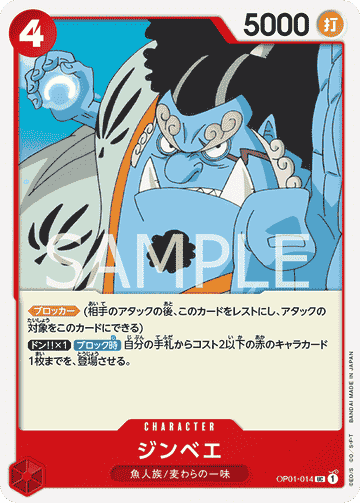 4
5000
打
SAMPLE
ブロッカー (相手のアタックの後、このカードをレストにし、アタックの
対象をこのカードにできる)
ドン!!×1 ブロック時 自分の手札からコスト2以下の赤のキャラカード
1枚までを、登場させる。
CHARACTER
ジンベエ
魚人族/麦わらの一味
OP01-014 UC 1
©E.O./S. ©O./S・F・T BANDAI MADE IN JAPAN